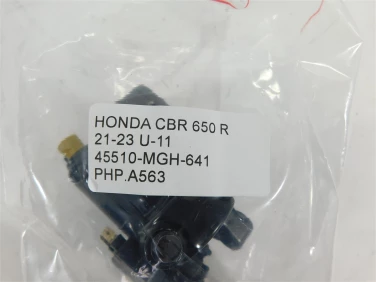 HONDA CBR 650 R
21-23 U-11
45510-MGH-641
PHP.A563